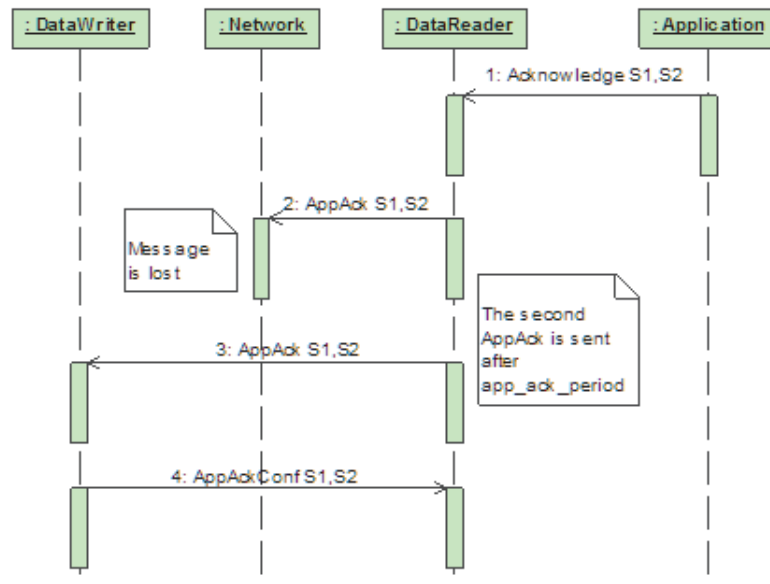 : DataWriter
: Network
: DataReader
: Application
1: Acknowledge S1,S2
2: AppAck S1,S2
Message
is lost
The second
AppAck is sent
after
app_ack_period
3: AppAck S1,S2
4: AppAckConf S1,S2